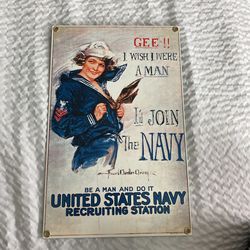 GEE!!
I WISH I WERE
A MAN
I'd JOIN
The NAVY
BE A MAN AND DO IT
UNITED STATES NAVY
RECRUITING STATION